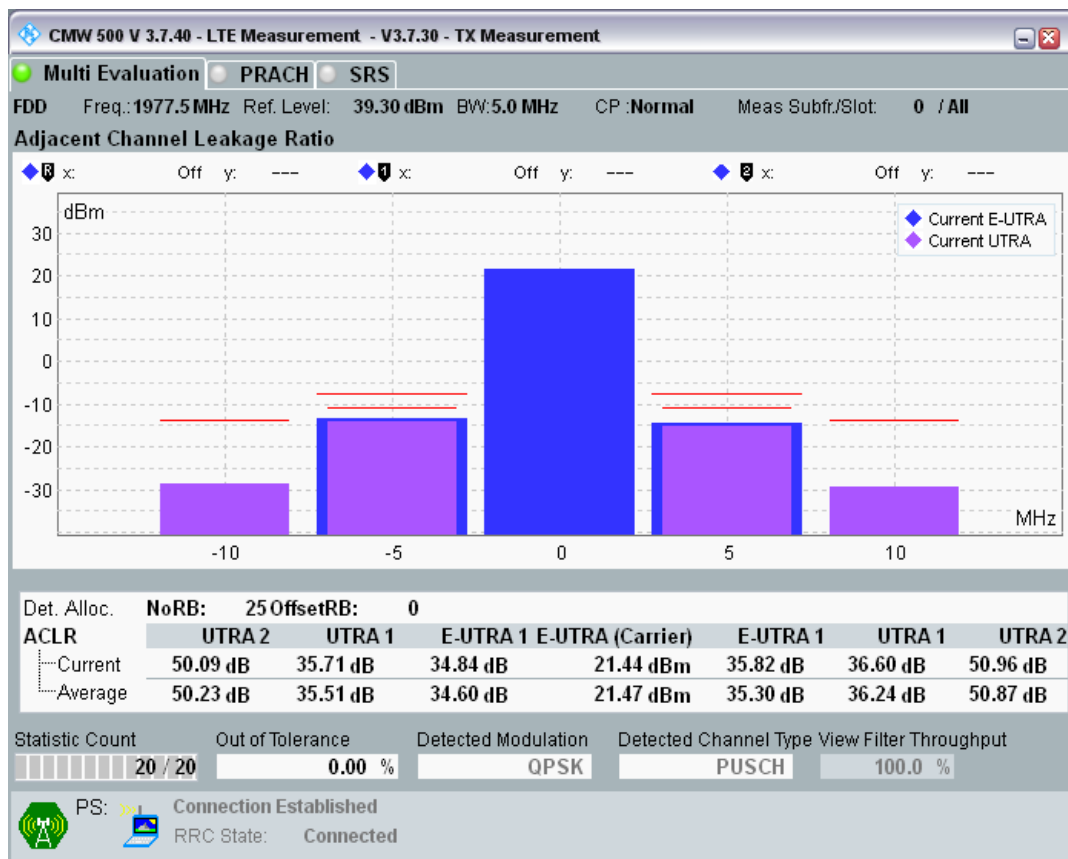 CMW 500 V 3.7.40 - LTE Measurement - V3.7.30 - TX Measurement
Multi Evaluation PRACH SRS
FDD Freq.:1977.5 MHz Ref. Level: 39.30 dBm BW:5.0 MHz CP :Normal Meas Subfr./Slot: 0 / All
Adjacent Channel Leakage Ratio
R x: Off y: --- 1 x: Off y: --- 2 x: Off y: ---
dBm
Current E-UTRA
Current UTRA
30
20
10
0
-10
-20
-30
MHz
-10 -5 0 5 10
Det. Alloc. NoRB: 25 OffsetRB: 0
ACLR UTRA 2 UTRA 1 E-UTRA 1 E-UTRA (Carrier) E-UTRA 1 UTRA 1 UTRA 2
Current 50.09 dB 35.71 dB 34.84 dB 21.44 dBm 35.82 dB 36.60 dB 50.96 dB
Average 50.23 dB 35.51 dB 34.60 dB 21.47 dBm 35.30 dB 36.24 dB 50.87 dB
Statistic Count Out of Tolerance Detected Modulation Detected Channel Type View Filter Throughput
20 / 20 0.00 % QPSK PUSCH 100.0 %
PS: Connection Established
RRC State: Connected